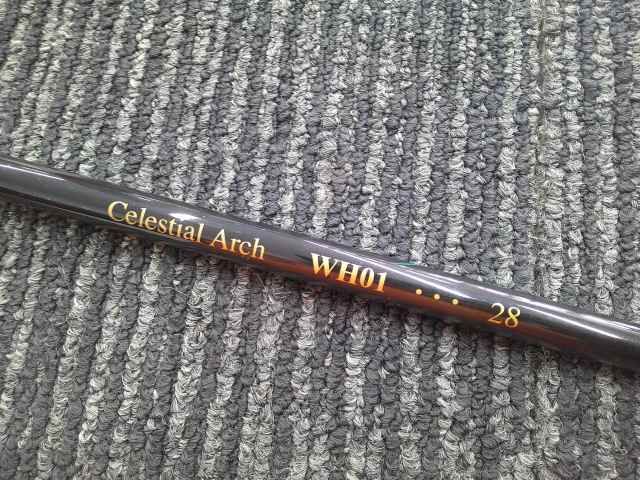 Celestial Arch WH01 ... 28